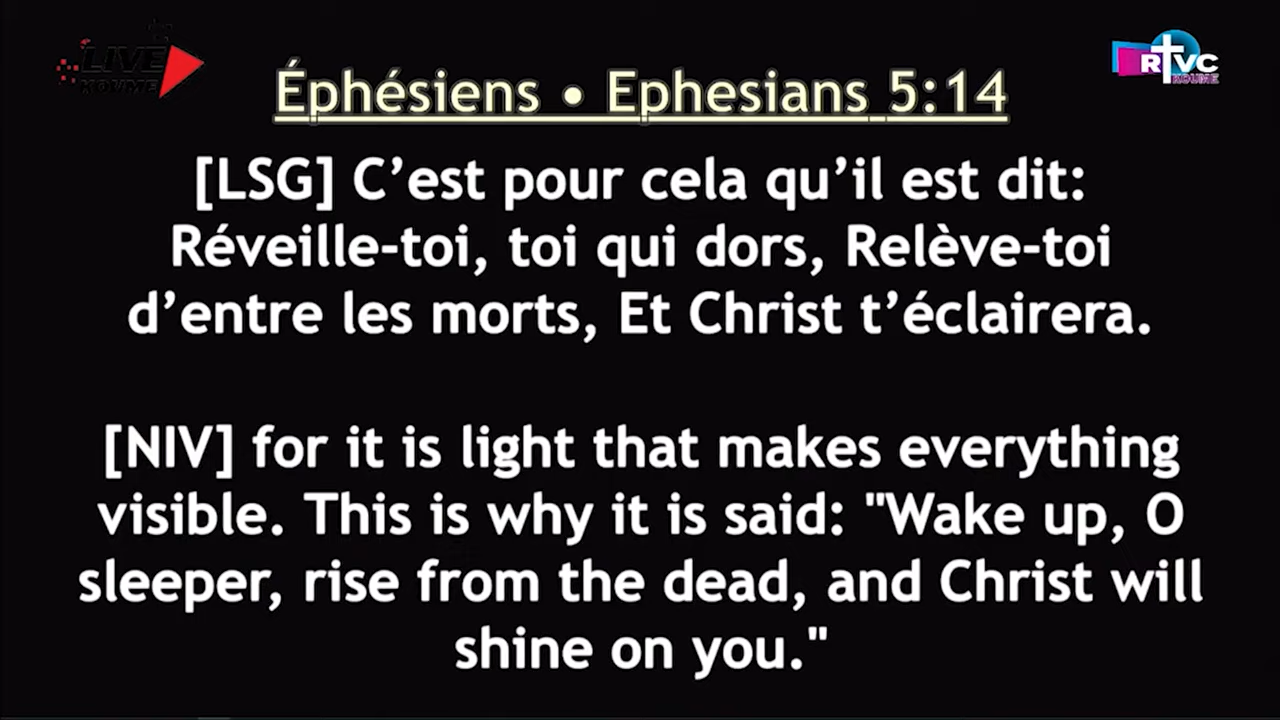 LIVE
KOUME
RTVC
KOUME
Éphésiens • Ephesians 5:14
[LSG] C’est pour cela qu’il est dit:
Réveille-toi, toi qui dors, Relève-toi
d’entre les morts, Et Christ t’éclairera.
[NIV] for it is light that makes everything
visible. This is why it is said: "Wake up, O
sleeper, rise from the dead, and Christ will
shine on you."